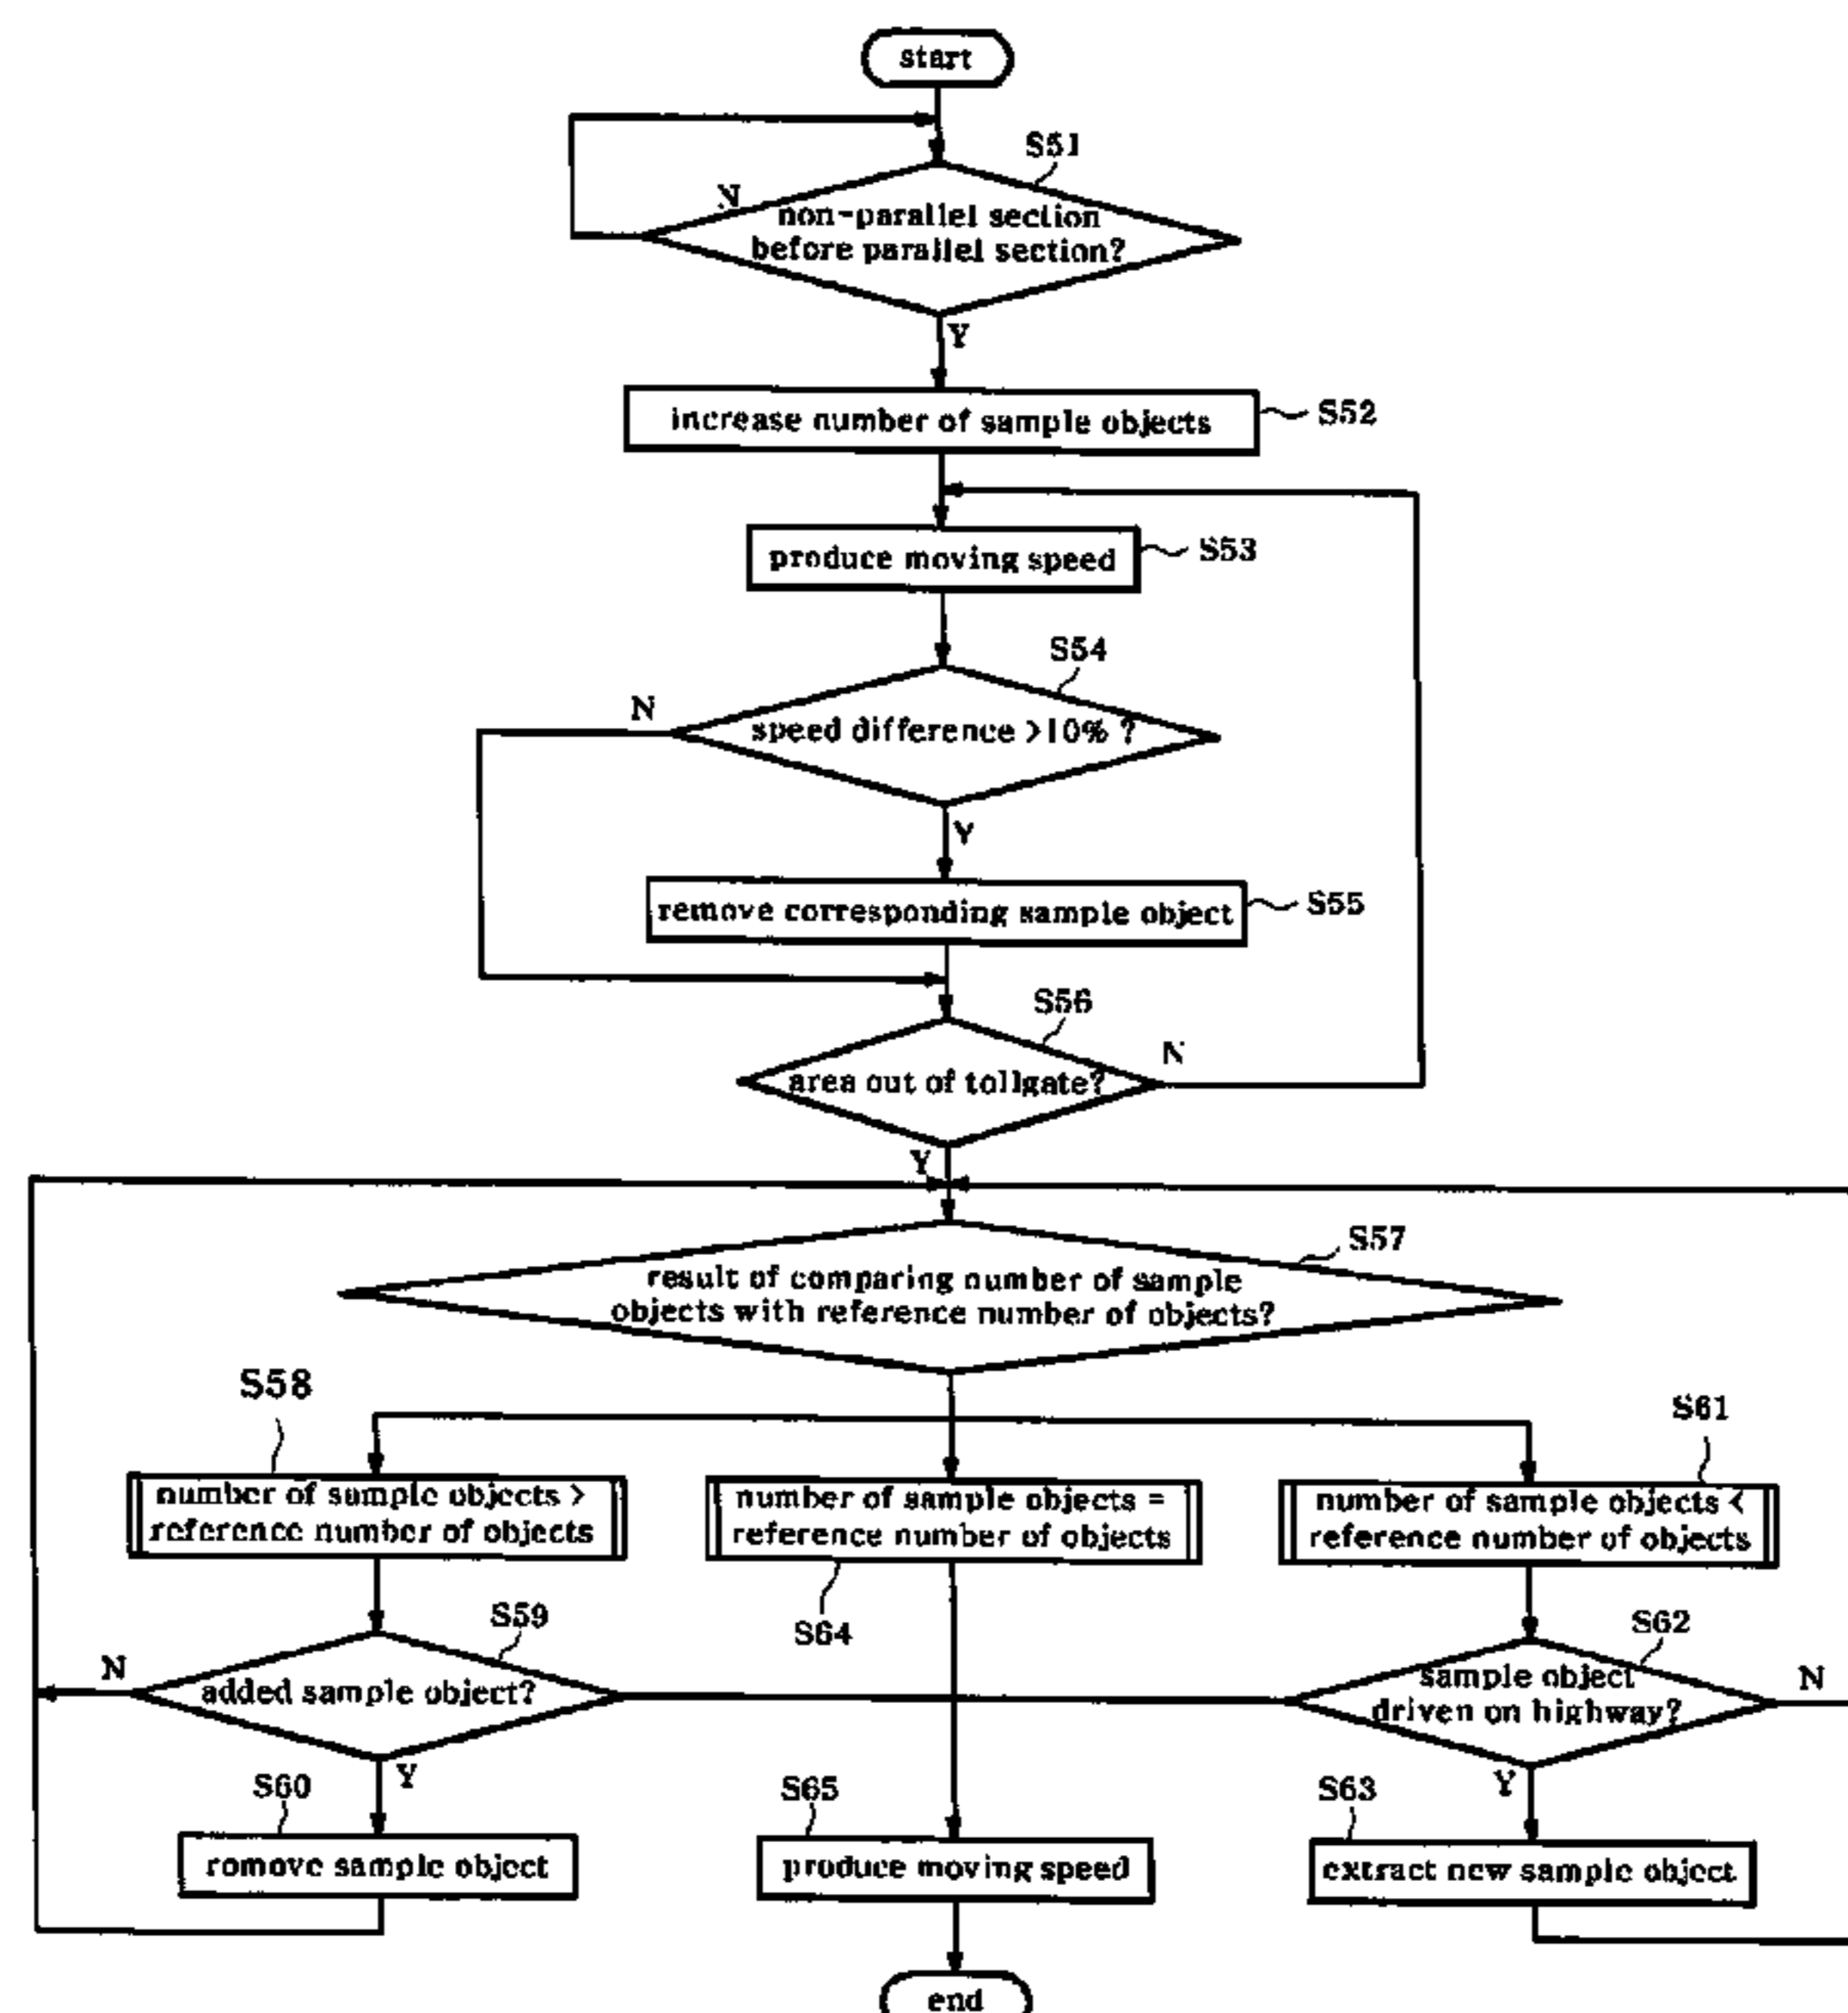 start
S51
N
non-parallel section
before parallel section?
Y
increase number of sample objects
S52
produce moving speed
S53
S54
N
speed difference >10% ?
Y
remove corresponding sample object
S55
S56
N
area out of tollgate?
Y
S57
result of comparing number of sample
objects with reference number of objects?
S58
S61
number of sample objects >
reference number of objects
number of sample objects =
reference number of objects
number of sample objects <
reference number of objects
S59
S64
S62
N
added sample object?
sample object
driven on highway?
N
Y
Y
S60
S65
S63
romove sample object
produce moving speed
extract new sample object
end